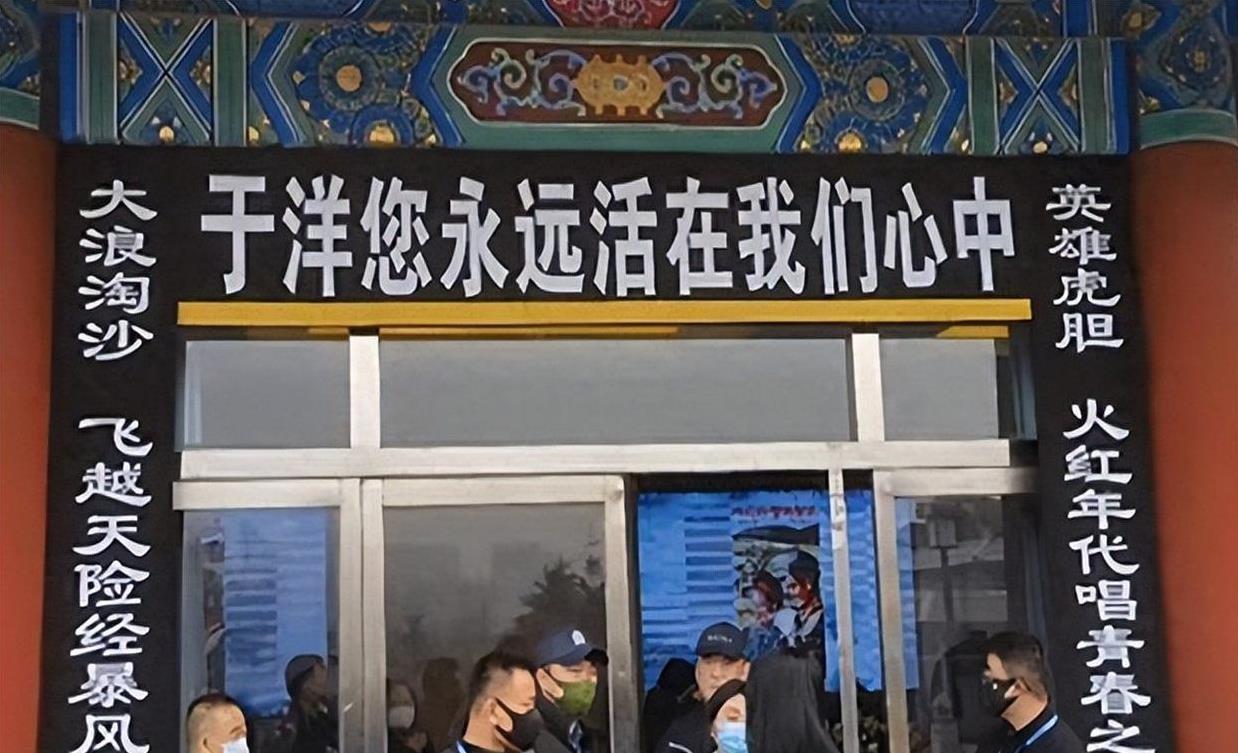 于洋您永远活在我们心中
英雄虎胆 火红年代唱青春之
大浪淘沙 飞越天险经暴风